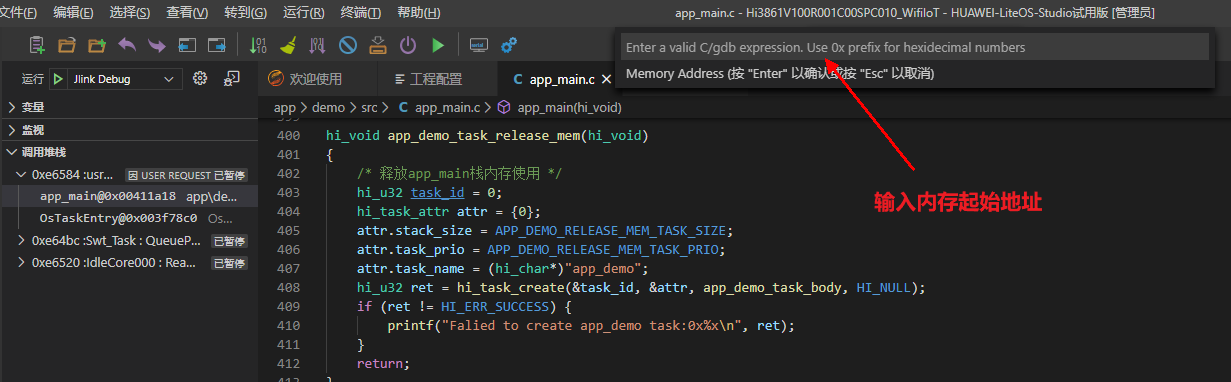 文件(F) 编辑(E) 选择(S) 查看(V) 转到(G) 运行(R) 终端(T) 帮助(H) app_main.c - Hi3861V100R001C00SPC010_WifiIoT - HUAWEI-LiteOS-Studio试用版 [管理员]
Enter a valid C/gdb expression. Use 0x prefix for hexidecimal numbers
Memory Address (按 "Enter" 以确认或按 "Esc" 以取消)
运行 Jlink Debug
欢迎使用 工程配置 C app_main.c
变量
监视
调用堆栈
0xe6584 :usr... 因 USER REQUEST 已暂停
app_main@0x00411a18 app\de...
OsTaskEntry@0x003f78c0 Os...
0xe64bc :Swt_Task : QueueP... 已暂停
0xe6520 :IdleCore000 : Rea... 已暂停
app > demo > src > C app_main.c > app_main(hi_void)
400 hi_void app_demo_task_release_mem(hi_void)
401 {
402 /* 释放app_main栈内存使用 */
403 hi_u32 task_id = 0;
404 hi_task_attr attr = {0};
405 attr.stack_size = APP_DEMO_RELEASE_MEM_TASK_SIZE;
406 attr.task_prio = APP_DEMO_RELEASE_MEM_TASK_PRIO;
407 attr.task_name = (hi_char*)"app_demo";
408 hi_u32 ret = hi_task_create(&task_id, &attr, app_demo_task_body, HI_NULL);
409 if (ret != HI_ERR_SUCCESS) {
410 printf("Falied to create app_demo task:0x%x\n", ret);
411 }
412 return;
输入内存起始地址